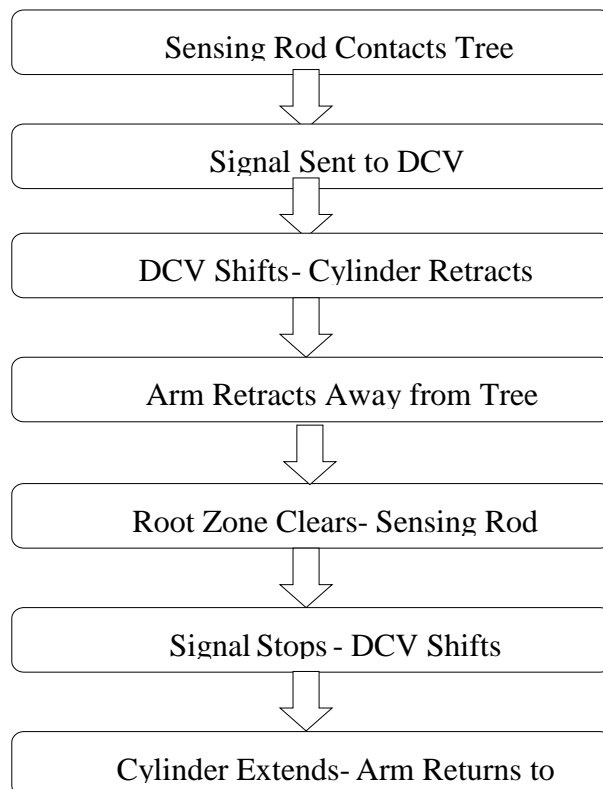 Sensing Rod Contacts Tree
Signal Sent to DCV
DCV Shifts- Cylinder Retracts
Arm Retracts Away from Tree
Root Zone Clears- Sensing Rod
Signal Stops - DCV Shifts
Cylinder Extends- Arm Returns to